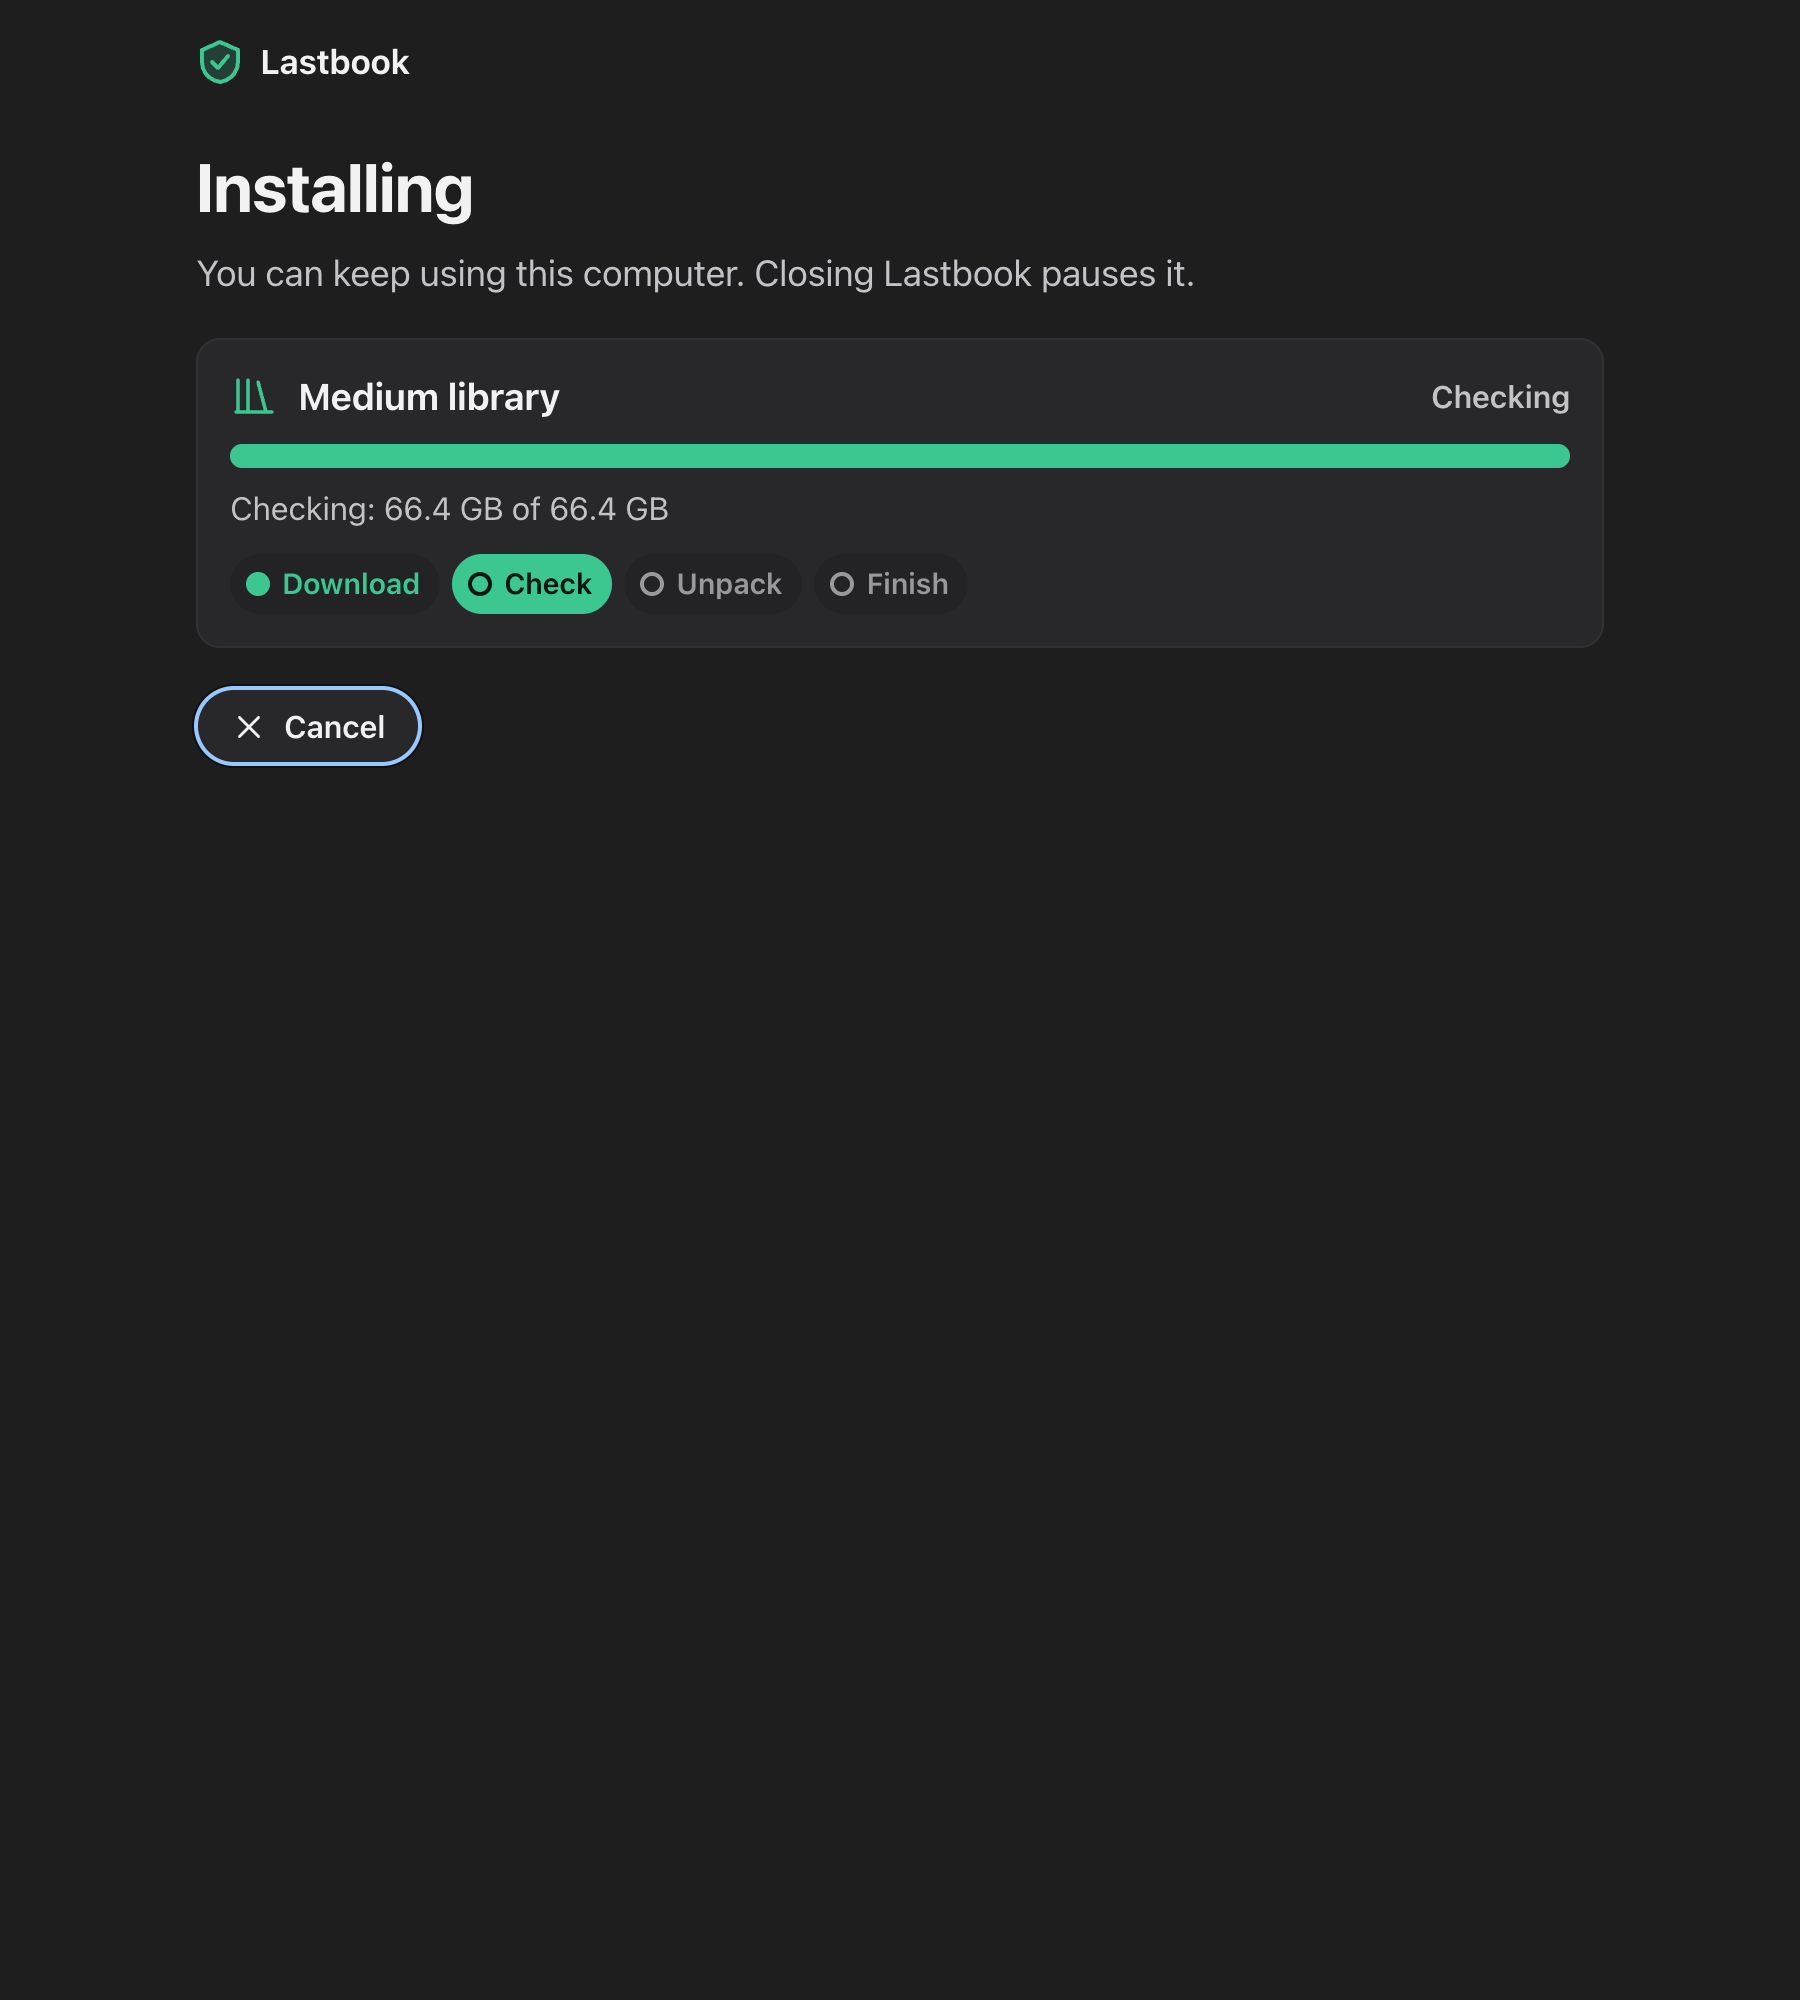 Lastbook
Installing
You can keep using this computer. Closing Lastbook pauses it.
Medium library
Checking
Checking: 66.4 GB of 66.4 GB
Download
Check
Unpack
Finish
Cancel